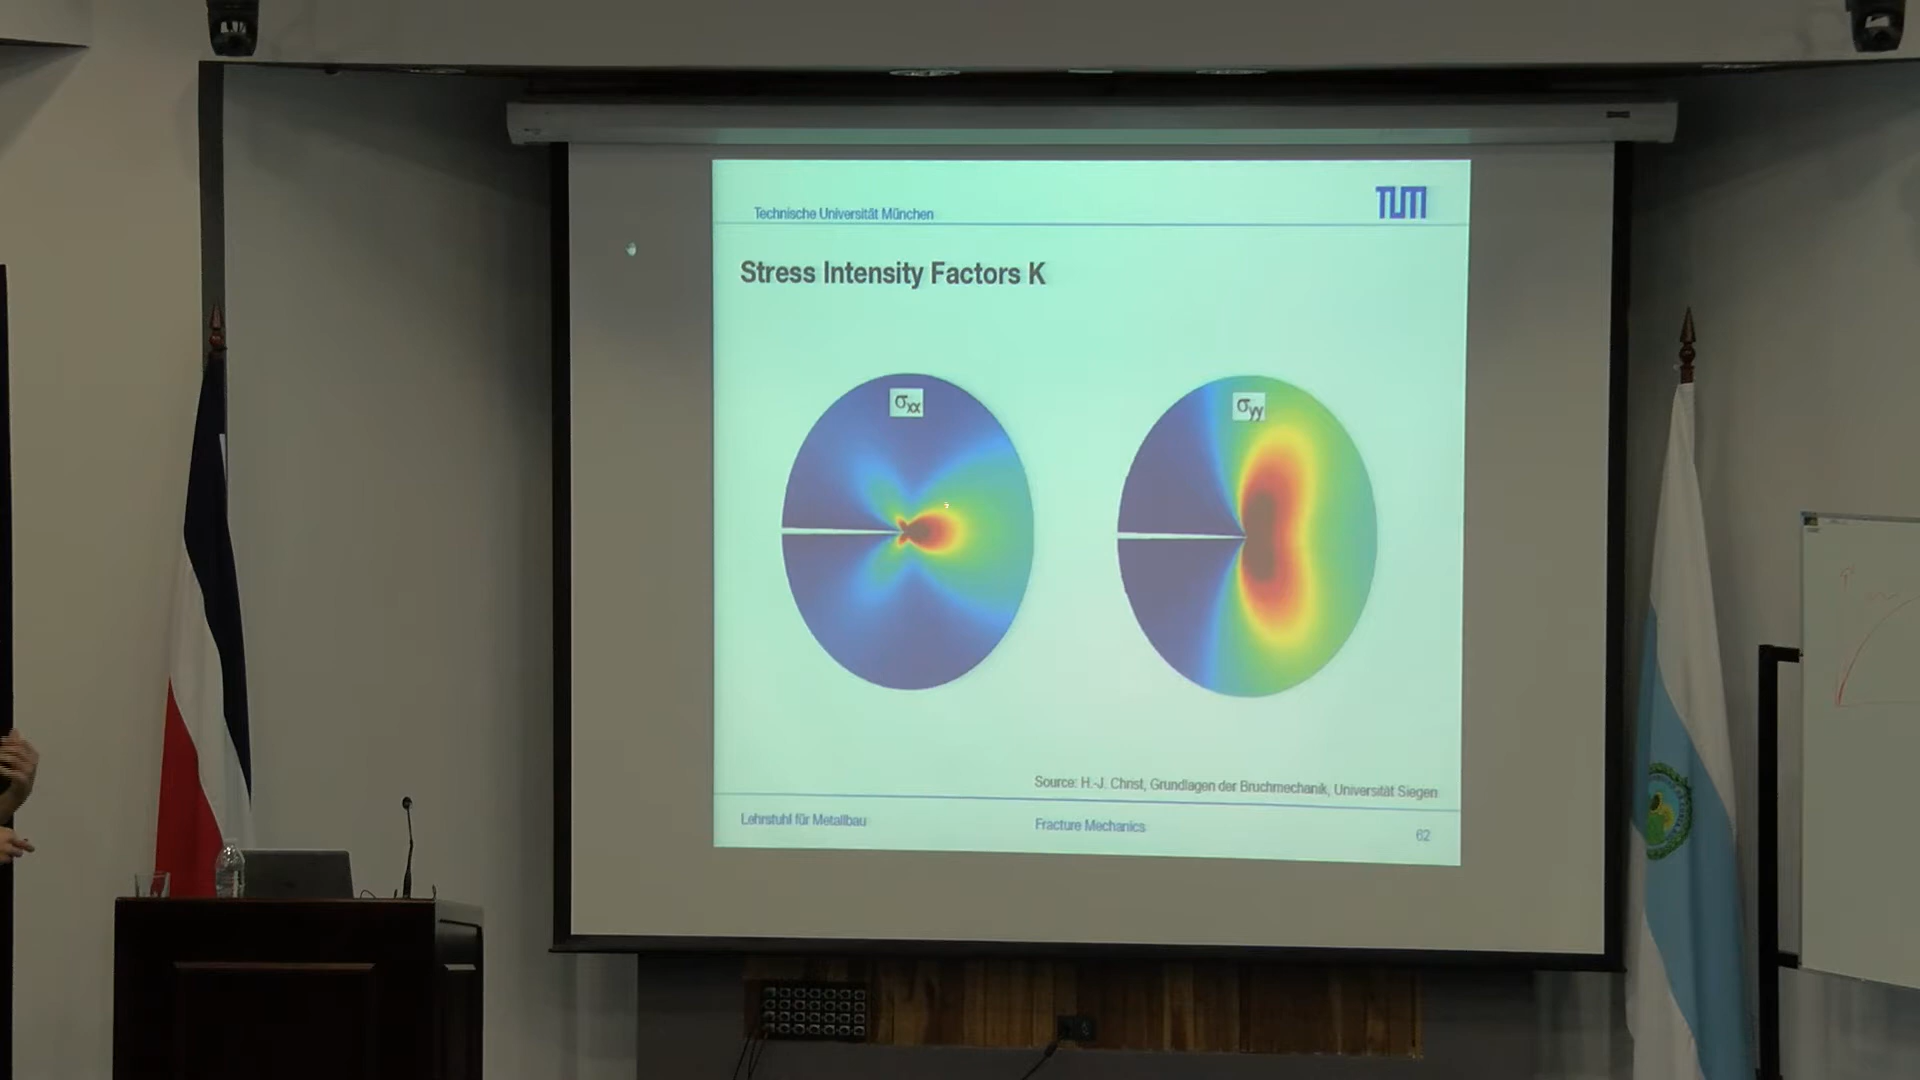 Technische Universität München
TUM
Stress Intensity Factors K
σxx
σyy
Source: H.-J. Christ, Grundlagen der Bruchmechanik, Universität Siegen
Lehrstuhl für Metallbau
Fracture Mechanics
62